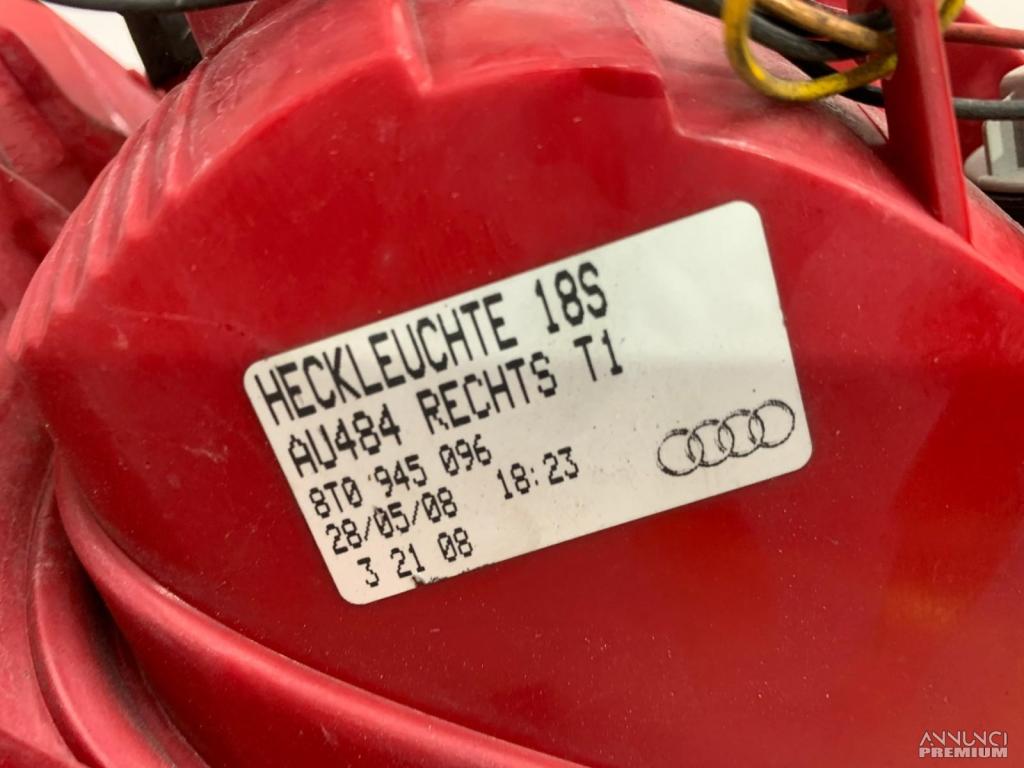 HECKLEUCHTE 18S
AU484 RECHTS T1
8T0 945 096
28/05/08 18:23
3 21 08
ANNUNCI
PREMIUM